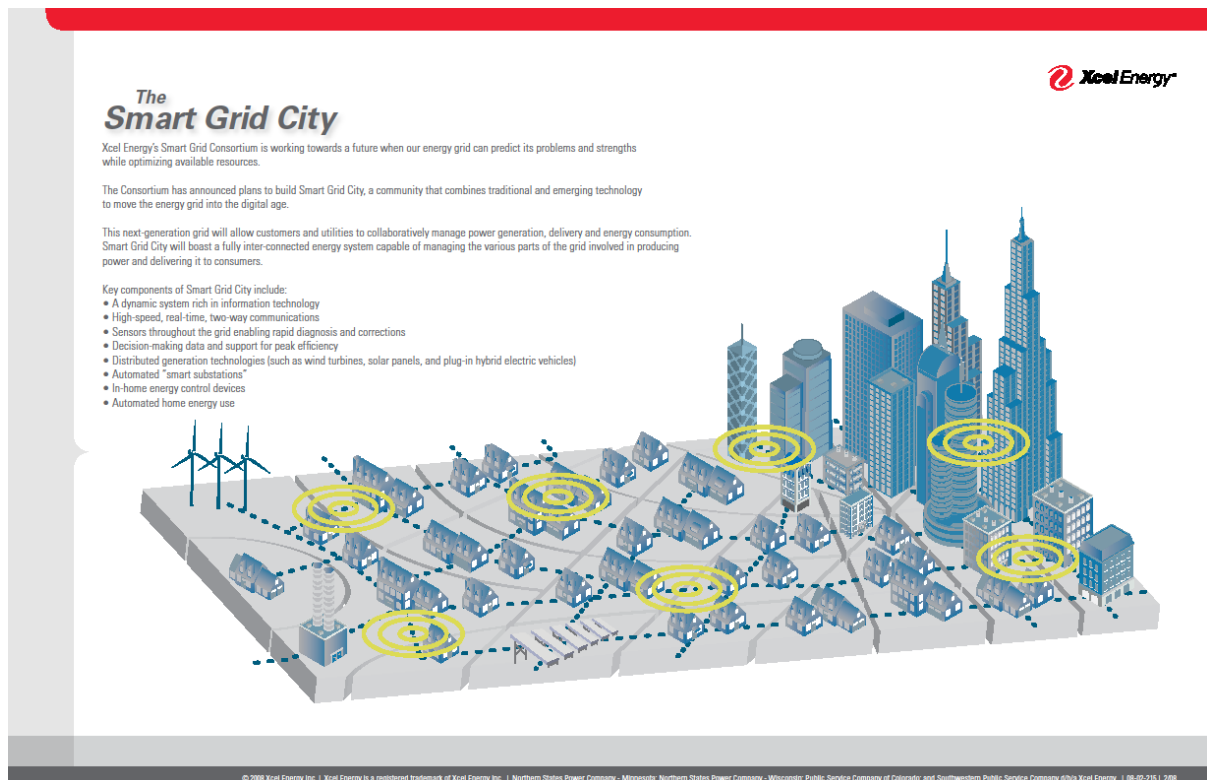 Xcel Energy
The
Smart Grid City
Xcel Energy's Smart Grid Consortium is working towards a future when our energy grid can predict its problems and strengths
while optimizing available resources.
The Consortium has announced plans to build Smart Grid City, a community that combines traditional and emerging technology
to move the energy grid into the digital age.
This next-generation grid will allow customers and utilities to collaboratively manage power generation, delivery and energy consumption.
Smart Grid City will boast a fully inter-connected energy system capable of managing the various parts of the grid involved in producing
power and delivering it to consumers.
Key components of Smart Grid City include:
• A dynamic system rich in information technology
• High-speed, real-time, two-way communications
• Sensors throughout the grid enabling rapid diagnosis and corrections
• Decision-making data and support for peak efficiency
• Distributed generation technologies (such as wind turbines, solar panels, and plug-in hybrid electric vehicles)
• Automated "smart substations"
• In-home energy control devices
• Automated home energy use
© 2008 Xcel Energy Inc. | Xcel Energy is a registered trademark of Xcel Energy Inc. | Northern States Power Company - Minnesota; Northern States Power Company - Wisconsin; Public Service Company of Colorado; and Southwestern Public Service Company d/b/a Xcel Energy. | 08-02-215 | 2/08